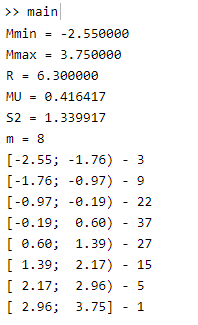 >> main
Mmin = -2.550000
Mmax = 3.750000
R = 6.300000
MU = 0.416417
S2 = 1.339917
m = 8
[-2.55; -1.76) - 3
[-1.76; -0.97) - 9
[-0.97; -0.19) - 22
[-0.19;  0.60) - 37
[ 0.60;  1.39) - 27
[ 1.39;  2.17) - 15
[ 2.17;  2.96) - 5
[ 2.96;  3.75] - 1